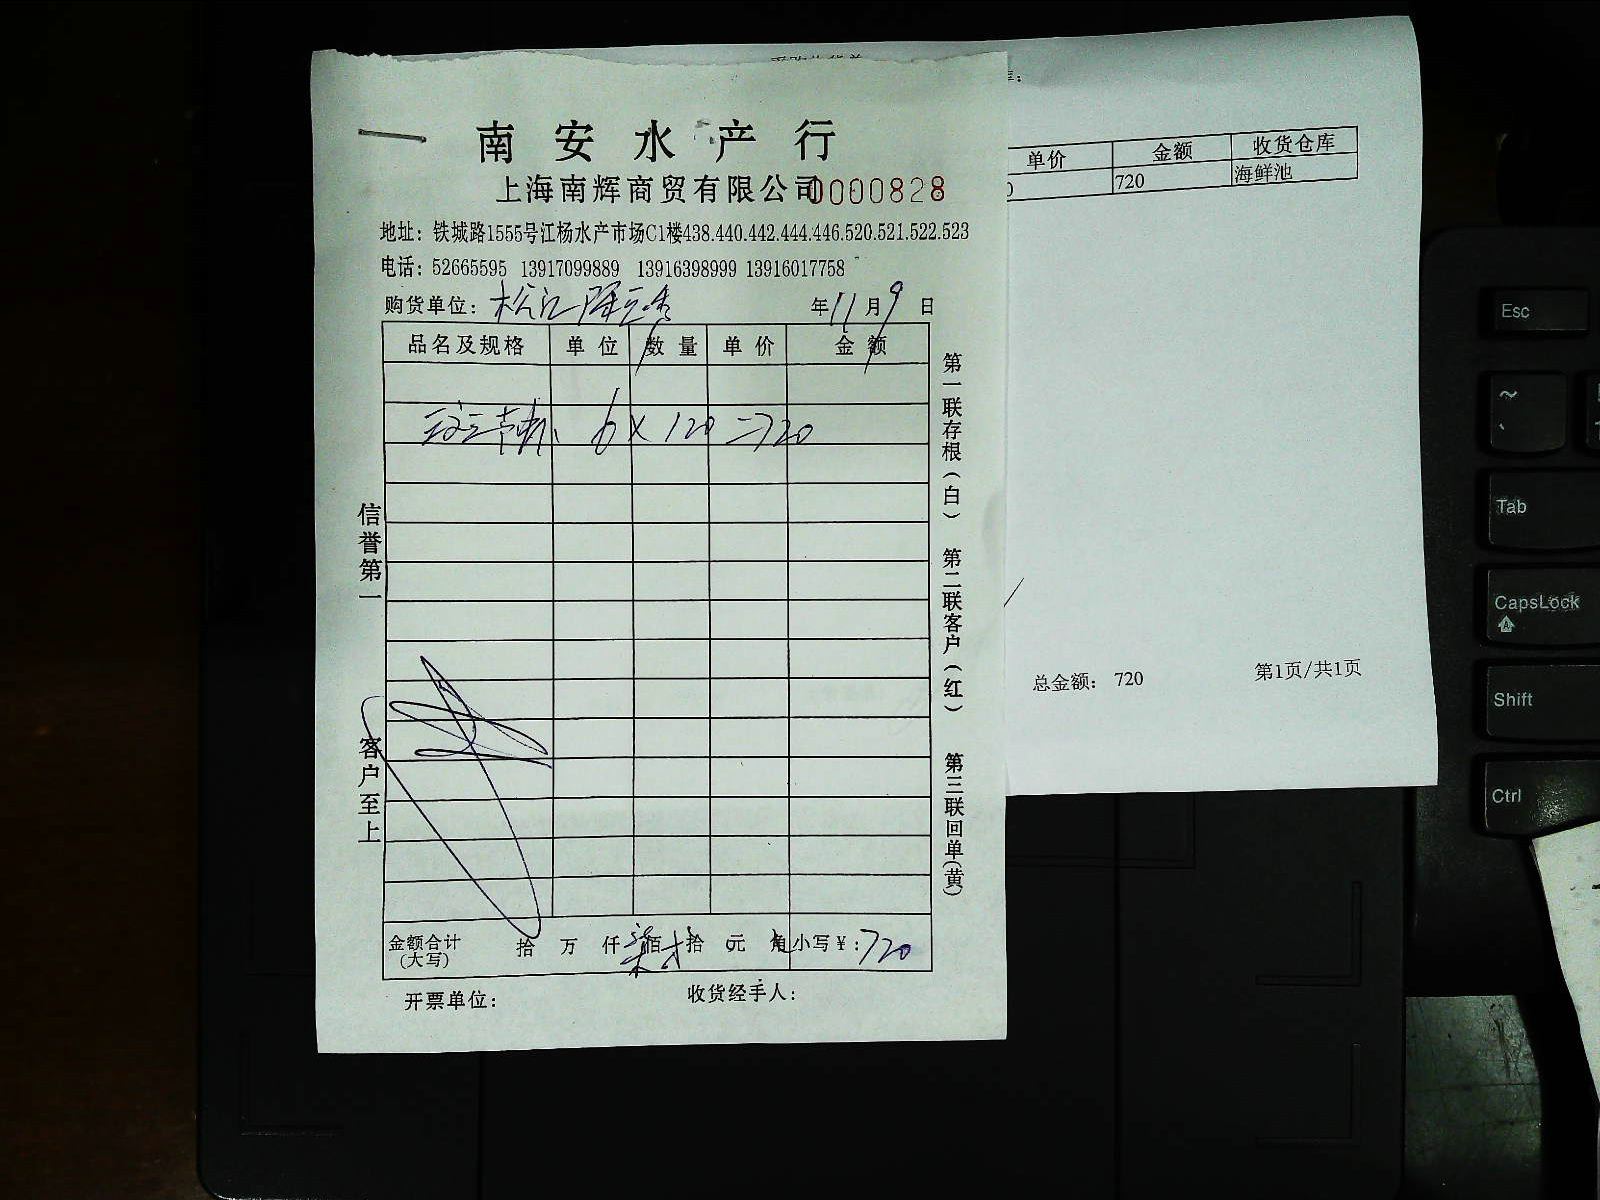 南安水产行
上海南辉商贸有限公司 0000828
地址：铁城路1555号江杨水产市场C1楼438.440.442.444.446.520.521.522.523
电话：52665595 13917099889 13916398999 13916017758
购货单位：松江 年11月9日
品名及规格 单位 数量 单价 金额
6×120=720
金额合计（大写） 拾 万 仟 柒佰 拾 元 角 小写¥：720
开票单位： 收货经手人：
信誉第一
客户至上
第一联存根（白）
第二联客户（红）
第三联回单（黄）
单价 金额 收货仓库
720 海鲜池
总金额：720 第1页/共1页
Esc
~
Tab
CapsLock
Shift
Ctrl